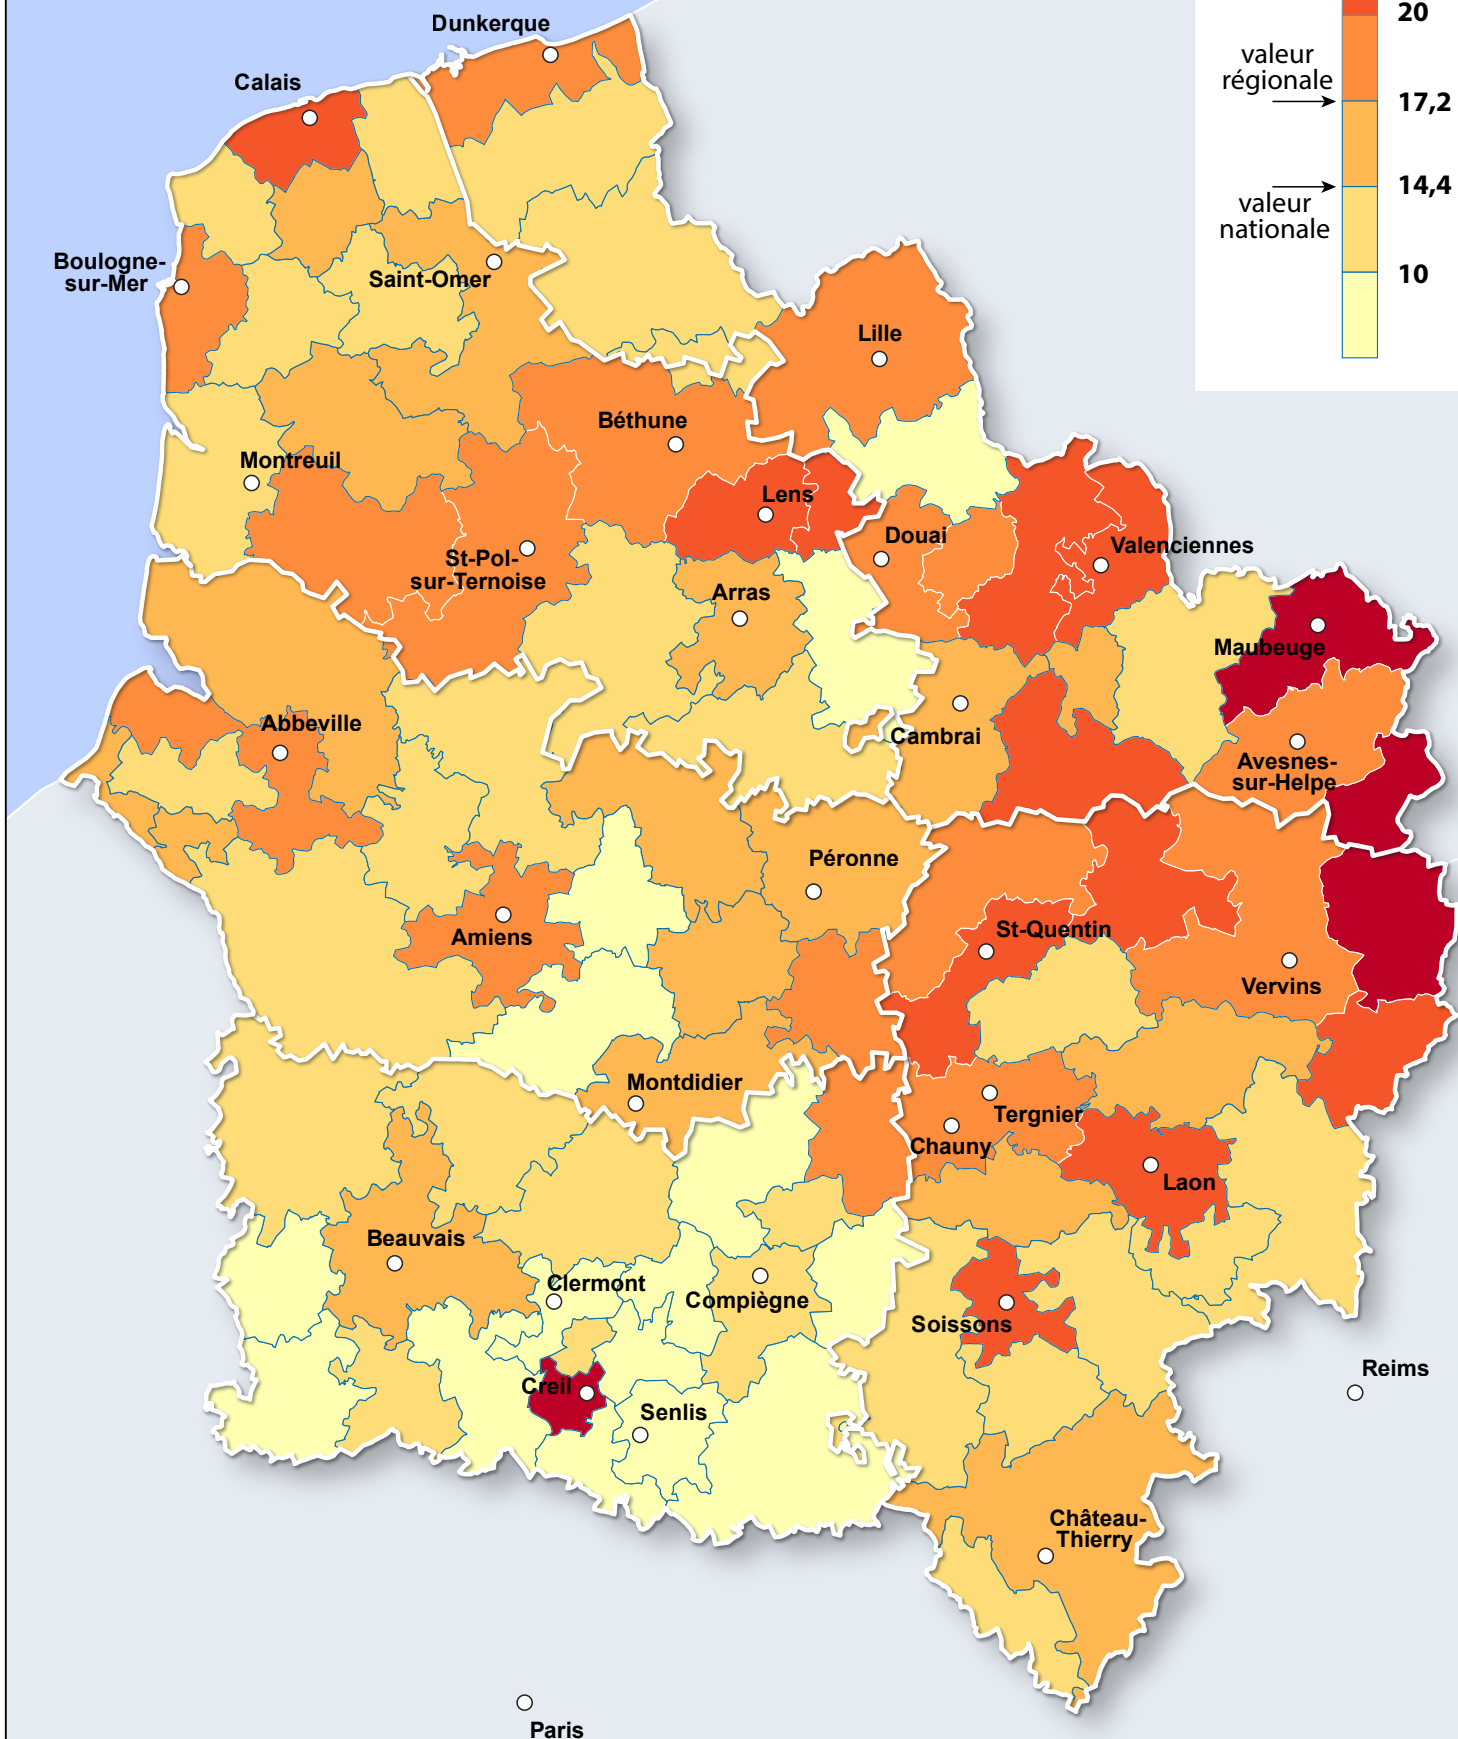 20
valeur
régionale
17,2
14,4
valeur
nationale
10
Dunkerque
Calais
Boulogne-
sur-Mer
Saint-Omer
Lille
Béthune
Montreuil
Lens
Douai
Valenciennes
St-Pol-
sur-Ternoise
Arras
Maubeuge
Abbeville
Cambrai
Avesnes-
sur-Helpe
Péronne
Amiens
St-Quentin
Vervins
Montdidier
Tergnier
Chauny
Laon
Beauvais
Clermont
Compiègne
Soissons
Creil
Senlis
Reims
Château-
Thierry
Paris